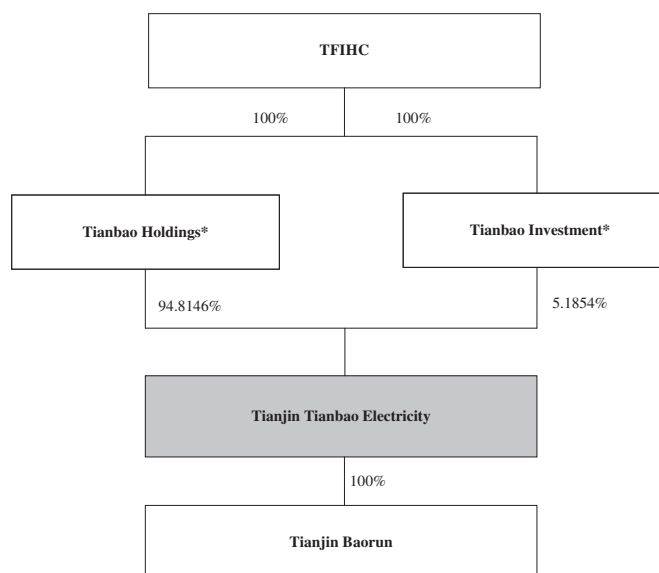 TFIHC
100% 100%
Tianbao Holdings* Tianbao Investment*
94.8146% 5.1854%
Tianjin Tianbao Electricity
100%
Tianjin Baorun